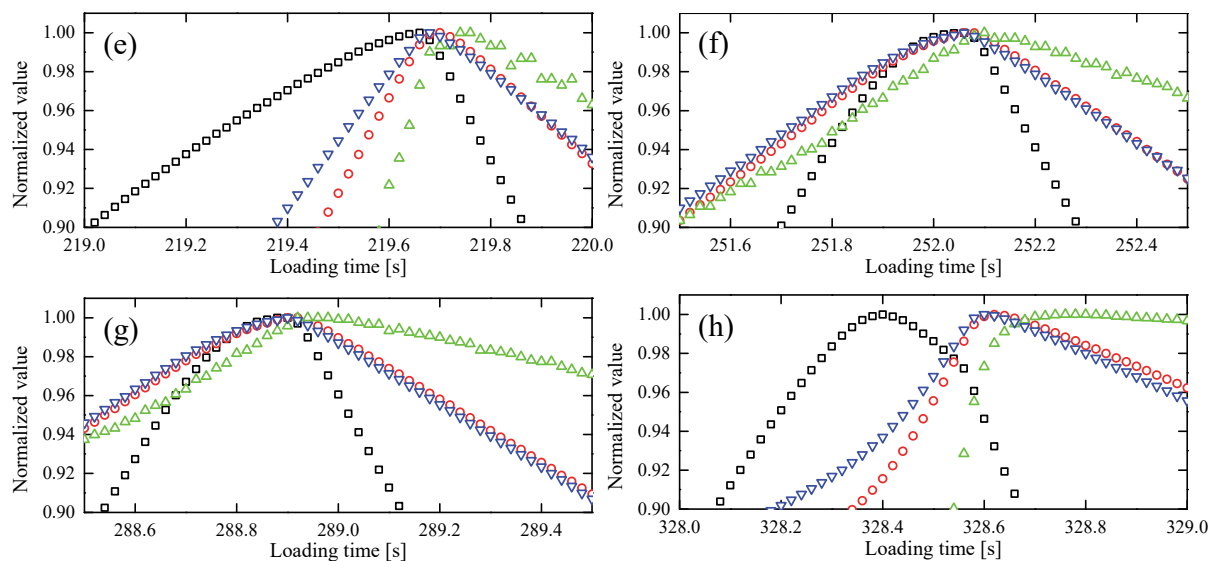 (e)
Normalized value
1.00
0.98
0.96
0.94
0.92
0.90
219.0 219.2 219.4 219.6 219.8 220.0
Loading time [s]
(f)
Normalized value
1.00
0.98
0.96
0.94
0.92
0.90
251.6 251.8 252.0 252.2 252.4
Loading time [s]
(g)
Normalized value
1.00
0.98
0.96
0.94
0.92
0.90
288.6 288.8 289.0 289.2 289.4
Loading time [s]
(h)
Normalized value
1.00
0.98
0.96
0.94
0.92
0.90
328.0 328.2 328.4 328.6 328.8 329.0
Loading time [s]